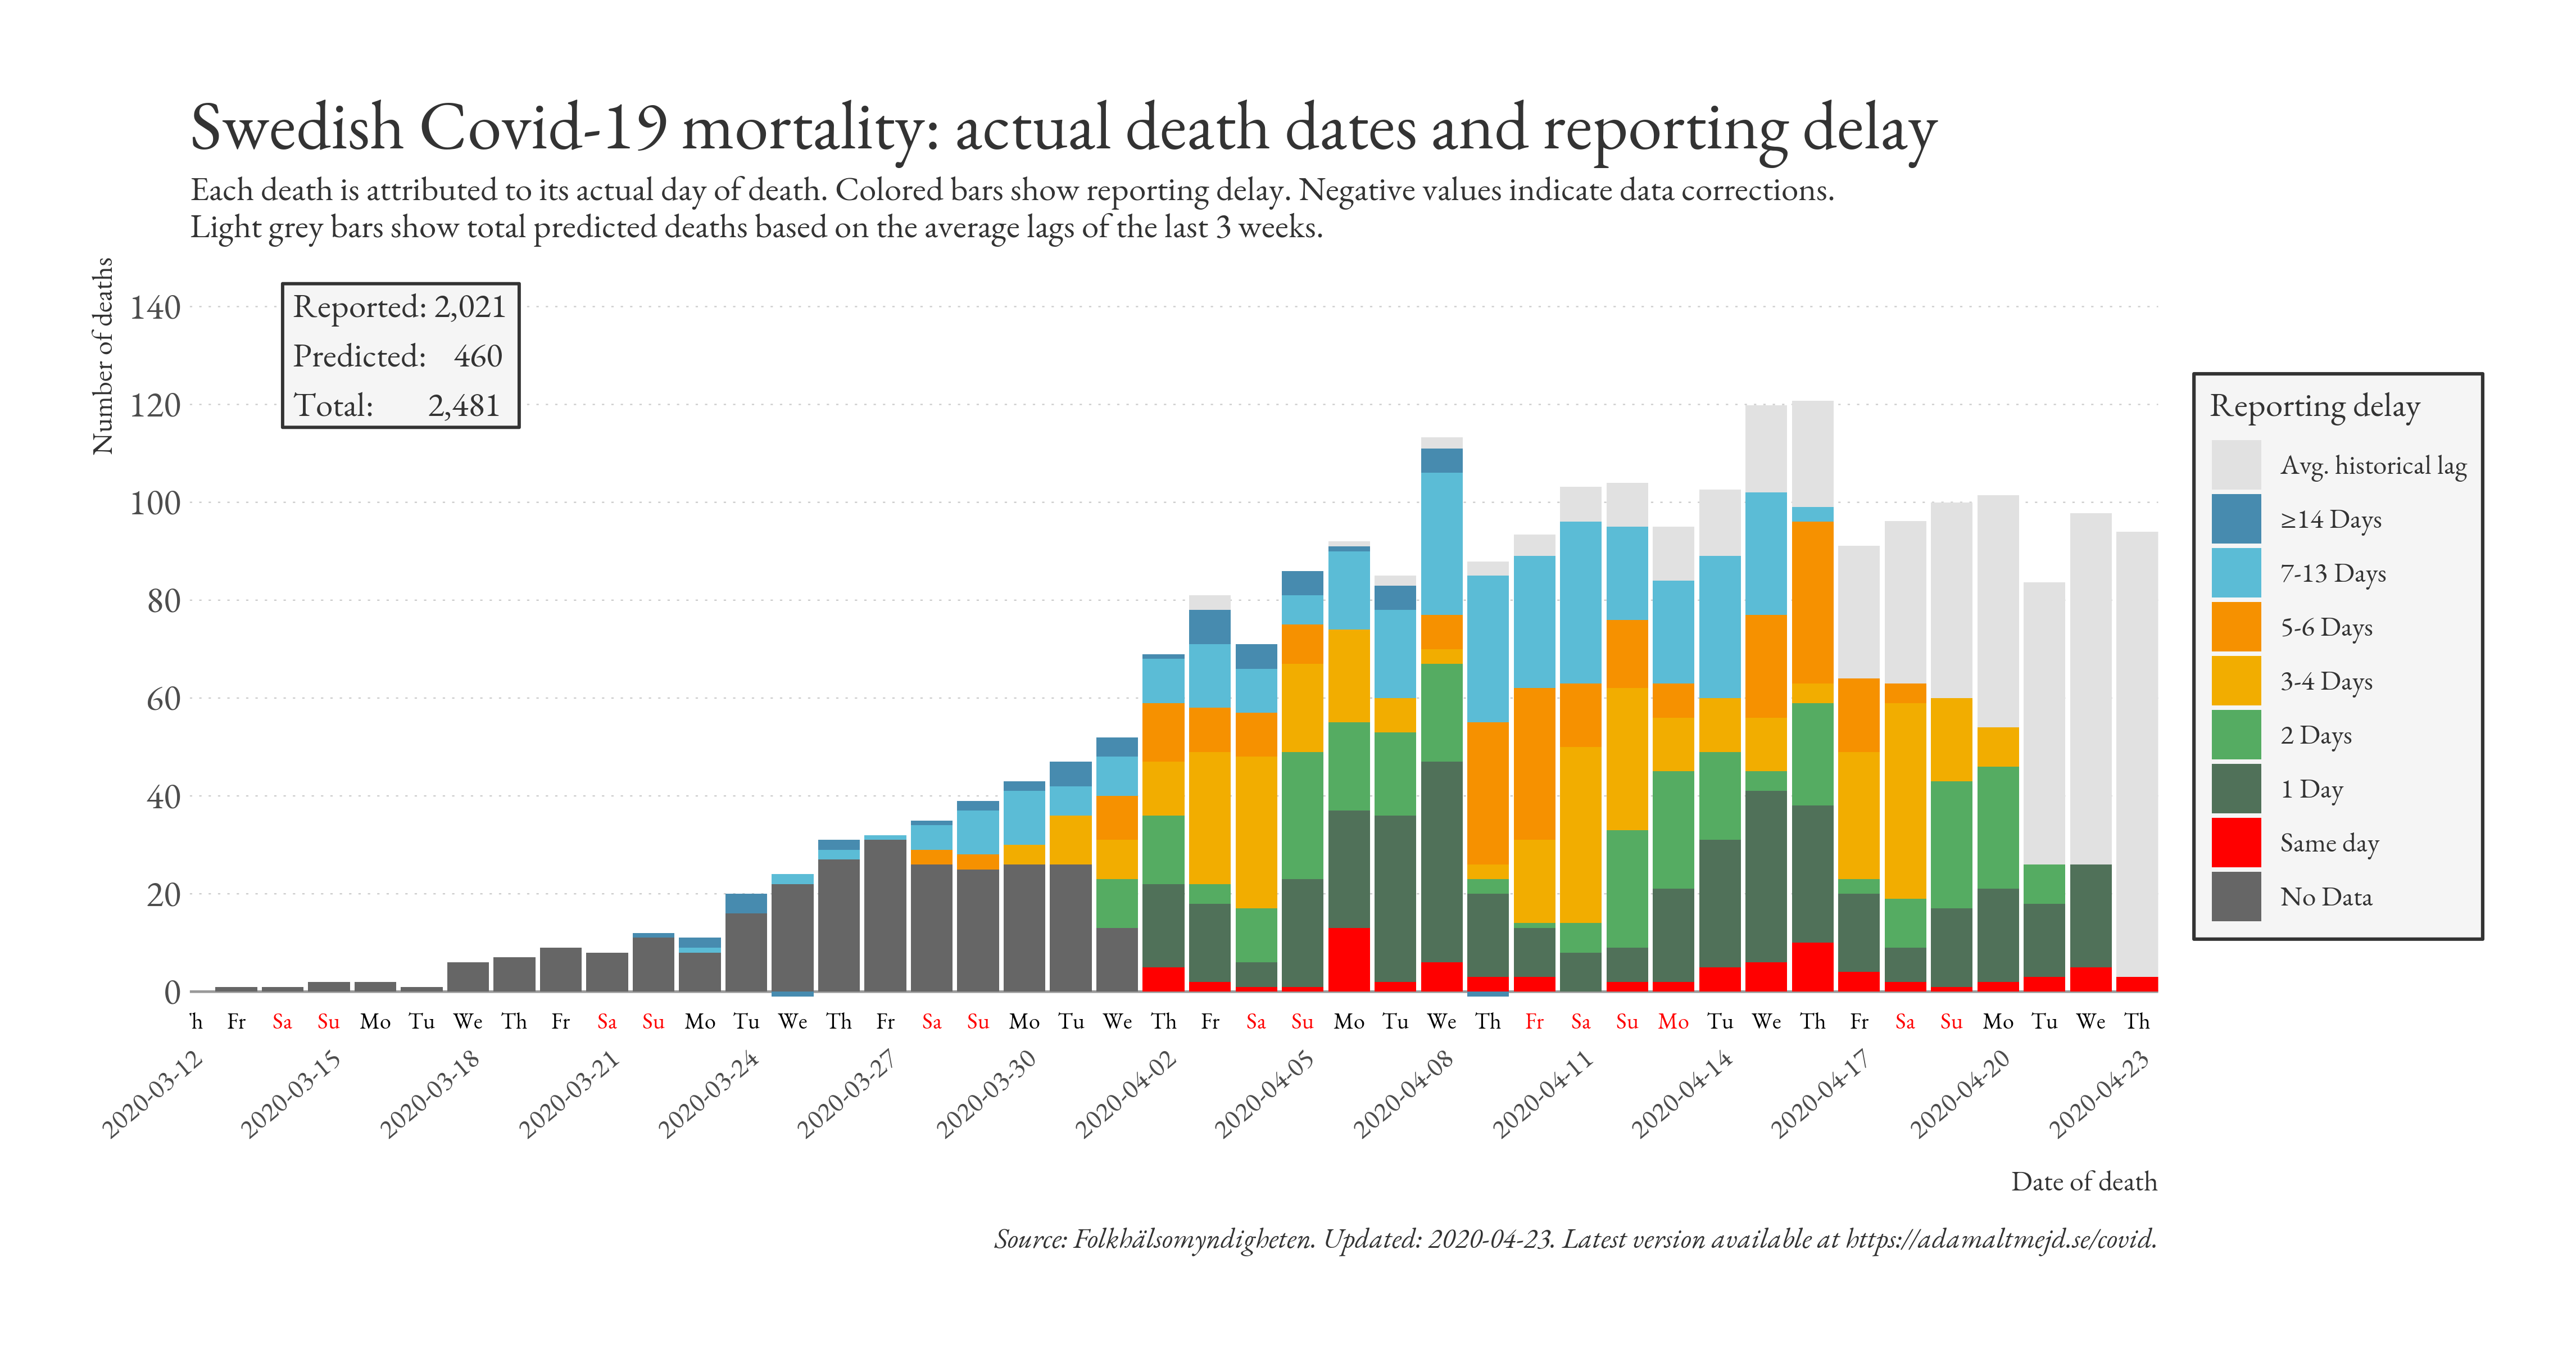 Swedish Covid-19 mortality: actual death dates and reporting delay
Each death is attributed to its actual day of death. Colored bars show reporting delay. Negative values indicate data corrections.
Light grey bars show total predicted deaths based on the average lags of the last 3 weeks.
Number of deaths
140
120
100
80
60
40
20
0
Reported: 2,021
Predicted: 460
Total: 2,481
Reporting delay
Avg. historical lag
≥14 Days
7-13 Days
5-6 Days
3-4 Days
2 Days
1 Day
Same day
No Data
h Fr Sa Su Mo Tu We Th Fr Sa Su Mo Tu We Th Fr Sa Su Mo Tu We Th Fr Sa Su Mo Tu We Th Fr Sa Su Mo Tu We Th Fr Sa Su Mo Tu We Th
2020-03-12 2020-03-15 2020-03-18 2020-03-21 2020-03-24 2020-03-27 2020-03-30 2020-04-02 2020-04-05 2020-04-08 2020-04-11 2020-04-14 2020-04-17 2020-04-20 2020-04-23
Date of death
Source: Folkhälsomyndigheten. Updated: 2020-04-23. Latest version available at https://adamaltmejd.se/covid.